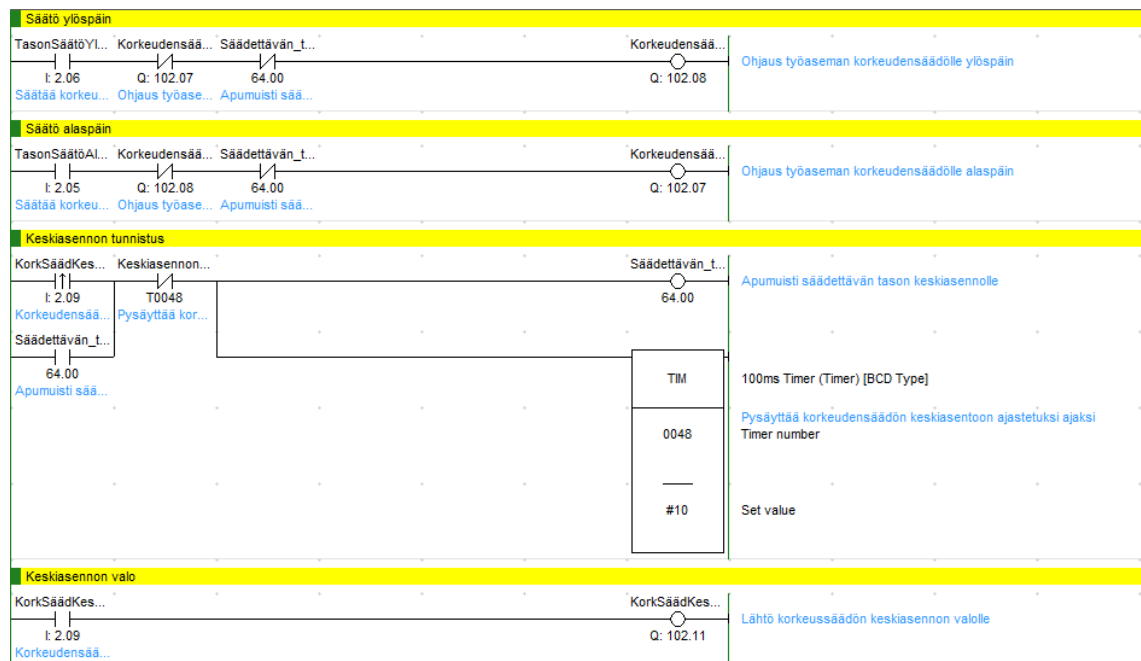 Säätö ylöspäin
TasonSäätöYl... Korkeudensää... Säädettävän_t... Korkeudensää...
I: 2.06 Q: 102.07 64.00 Q: 102.08 Ohjaus työaseman korkeudensäädölle ylöspäin
Säätää korkeu... Ohjaus työase... Apumuisti sää...
Säätö alaspäin
TasonSäätöAl... Korkeudensää... Säädettävän_t... Korkeudensää...
I: 2.05 Q: 102.08 64.00 Q: 102.07 Ohjaus työaseman korkeudensäädölle alaspäin
Säätää korkeu... Ohjaus työase... Apumuisti sää...
Keskiasennon tunnistus
KorkSäädKes... Keskiasennon... Säädettävän_t...
I: 2.09 T0048 64.00 Apumuisti säädettävän tason keskiasennolle
Korkeudensää... Pysäyttää kor...
Säädettävän_t...
64.00
Apumuisti sää...
TIM 100ms Timer (Timer) [BCD Type]
Pysäyttää korkeudensäädön keskiasentoon ajastetuksi ajaksi
0048 Timer number
#10 Set value
Keskiasennon valo
KorkSäädKes... KorkSäädKes...
I: 2.09 Q: 102.11 Lähtö korkeussäädön keskiasennon valolle
Korkeudensää...